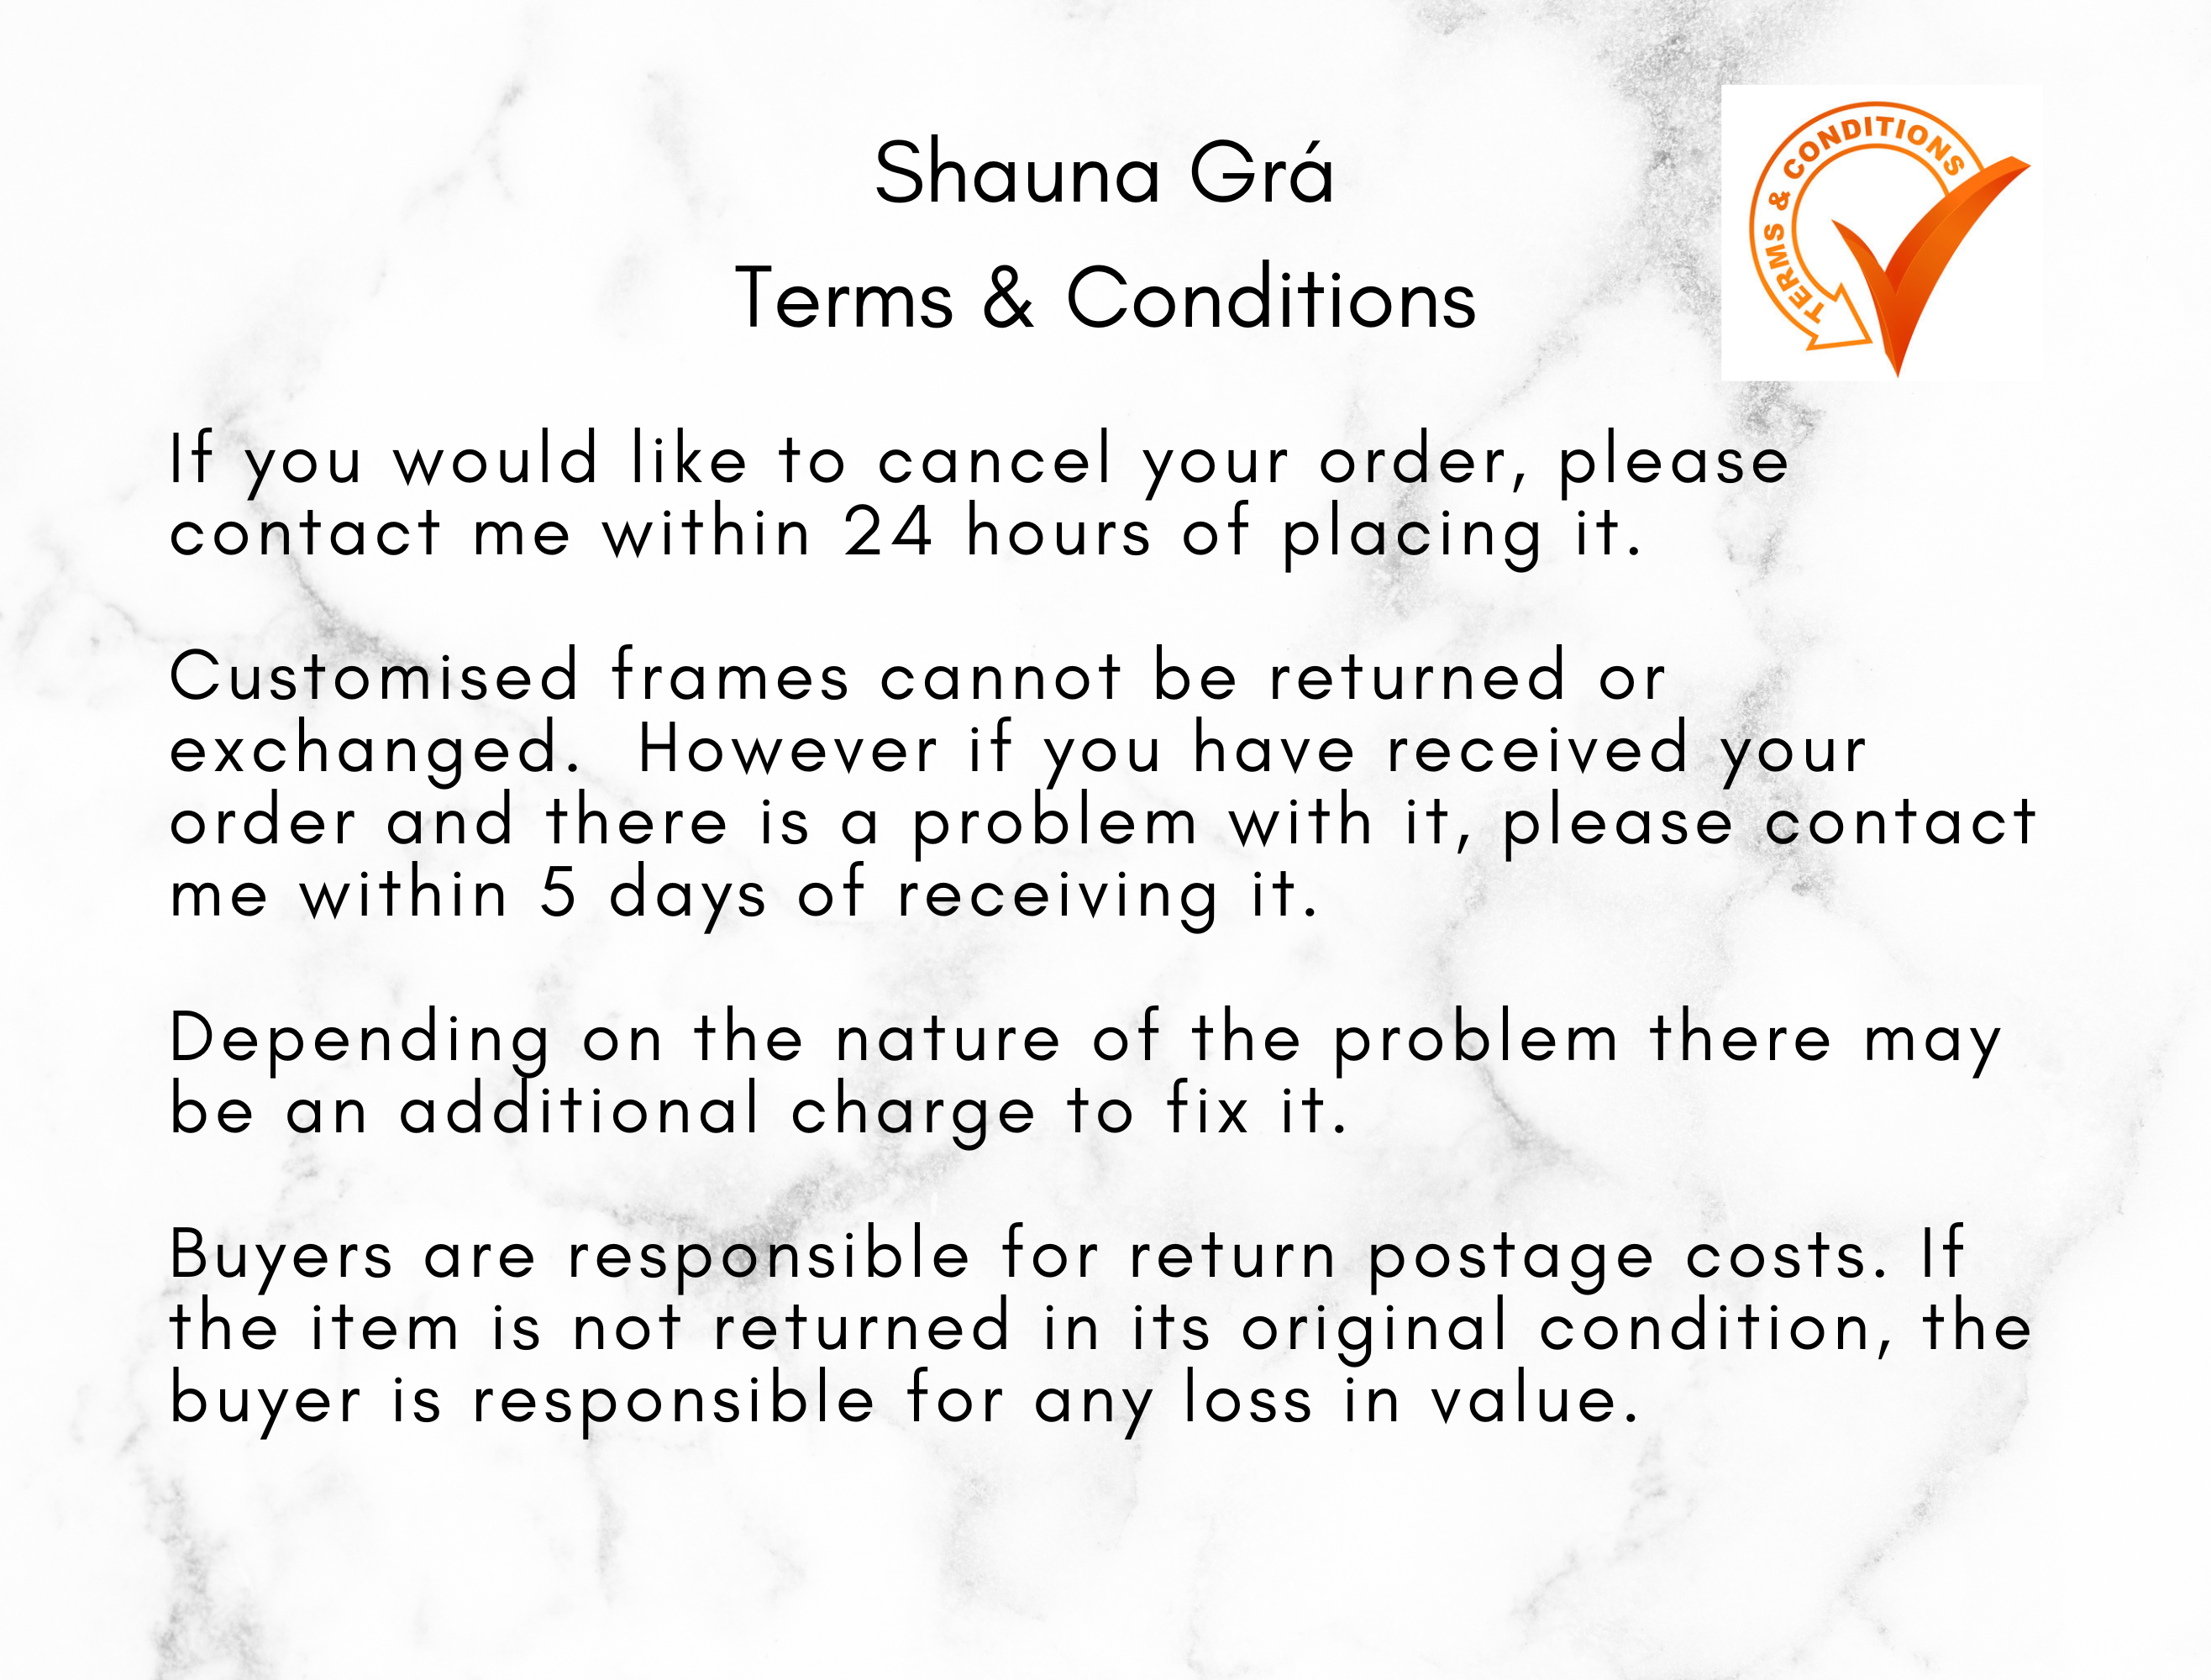 Shauna Grá
Terms & Conditions
TERMS & CONDITIONS
If you would like to cancel your order, please
contact me within 24 hours of placing it.
Customised frames cannot be returned or
exchanged.  However if you have received your
order and there is a problem with it, please contact
me within 5 days of receiving it.
Depending on the nature of the problem there may
be an additional charge to fix it.
Buyers are responsible for return postage costs. If
the item is not returned in its original condition, the
buyer is responsible for any loss in value.